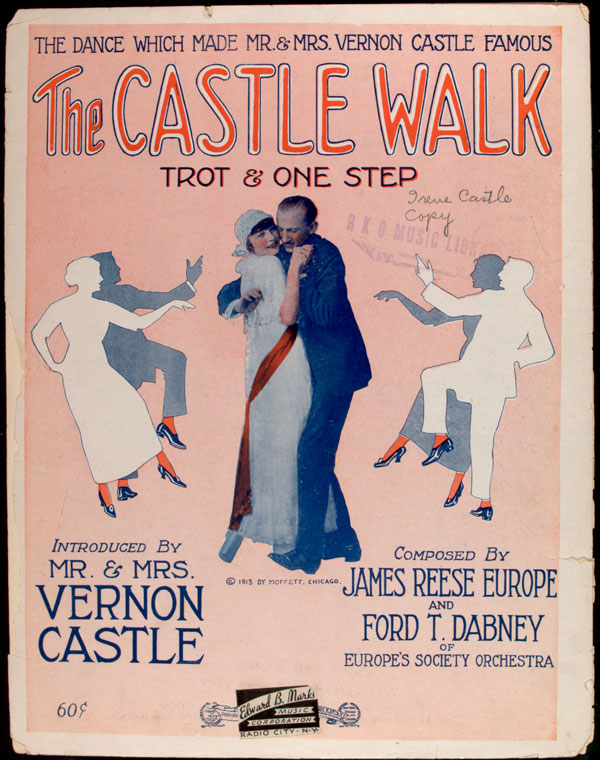 THE DANCE WHICH MADE MR. & MRS. VERNON CASTLE FAMOUS
The CASTLE WALK
TROT & ONE STEP
Irene Castle
Copy
R K O MUSIC LIB
© 1913 BY MOFFETT, CHICAGO.
INTRODUCED BY
MR. & MRS.
VERNON
CASTLE
COMPOSED BY
JAMES REESE EUROPE
AND
FORD T. DABNEY
OF
EUROPE'S SOCIETY ORCHESTRA
60¢
Edward B. Marks
MUSIC
CORPORATION
RADIO CITY · N·Y·